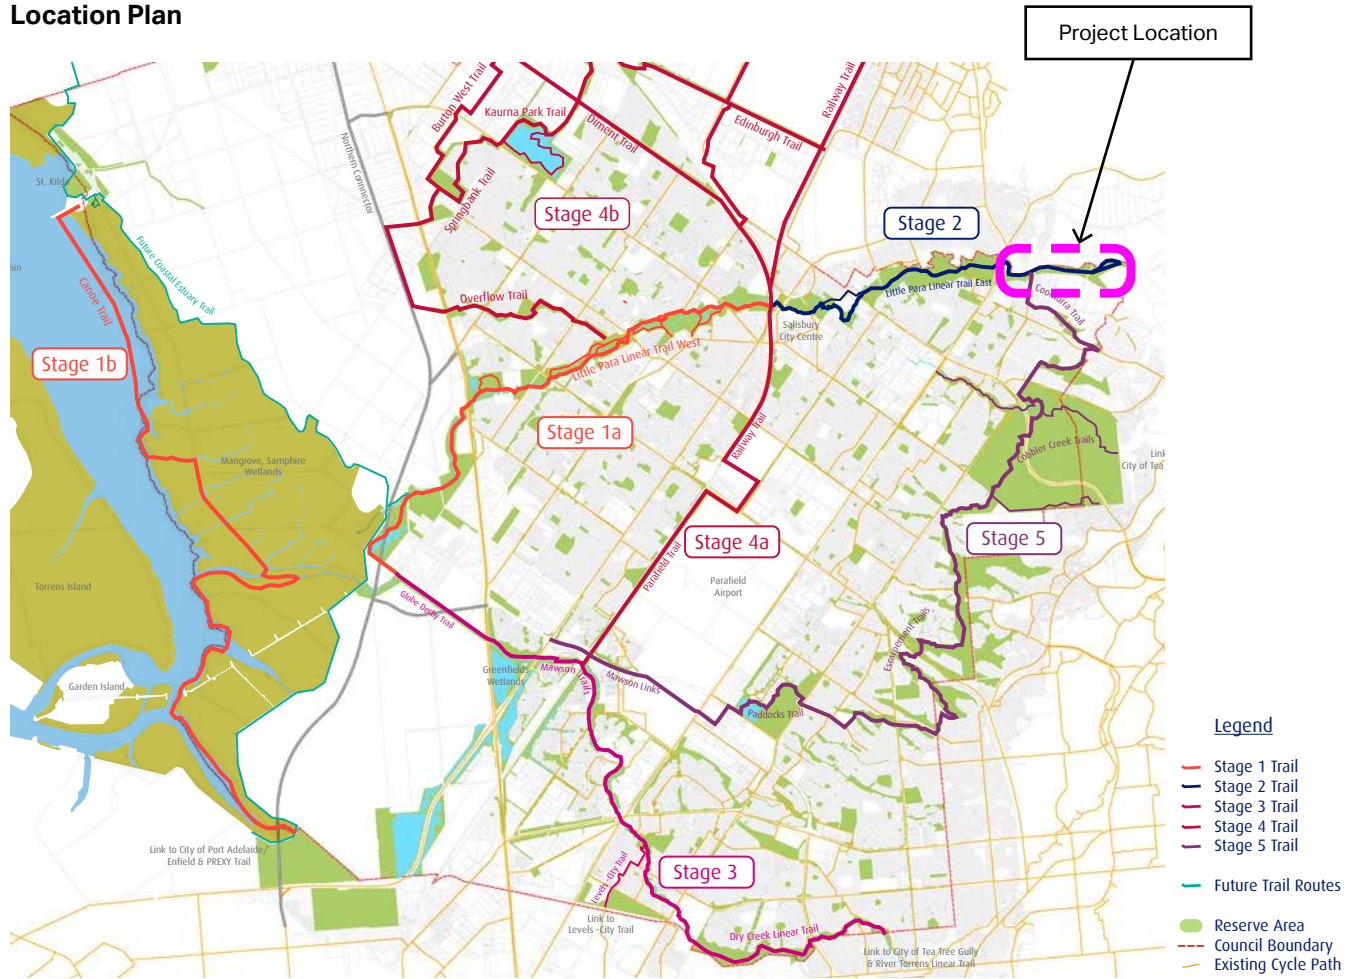 Location Plan
Project Location
Burton West Trail
Kaurna Park Trail
Diment Trail
Edinburgh Trail
Railway Trail
Northern Connector
St. Kilda
Springbank Trail
Stage 4b
Stage 2
Future Coastal Estuary Trail
Canoe Trail
Overflow Trail
Little Para Linear Trail East
Salisbury
City Centre
Little Para Linear Trail West
Stage 1b
Stage 1a
Railway Trail
Mangrove, Samphire
Wetlands
Cobbler Creek Trails
Link
City of Tea
Stage 4a
Stage 5
Parafield Trail
Parafield
Airport
Torrens Island
Globe Derby Trail
Escarpment Trails
Greenfields
Wetlands
Mawson Trails
Mawson Links
Garden Island
Paddocks Trail
Link to City of Port Adelaide/
Enfield & PREXY Trail
Levels -City Trail
Stage 3
Link to
Levels -City Trail
Dry Creek Linear Trail
Link to City of Tea Tree Gully
& River Torrens Linear Trail
Legend
Stage 1 Trail
Stage 2 Trail
Stage 3 Trail
Stage 4 Trail
Stage 5 Trail
Future Trail Routes
Reserve Area
Council Boundary
Existing Cycle Path